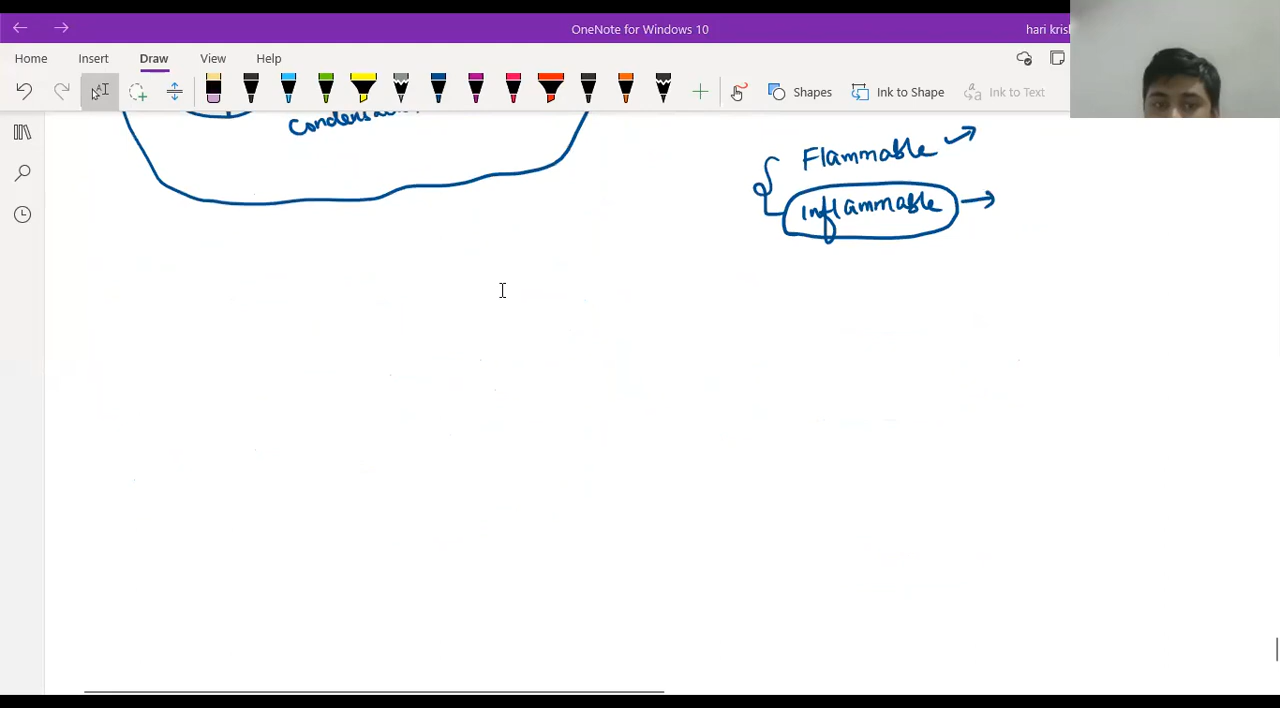 OneNote for Windows 10
hari krish
Home Insert Draw View Help
Shapes Ink to Shape Ink to Text
Flammable
Inflammable